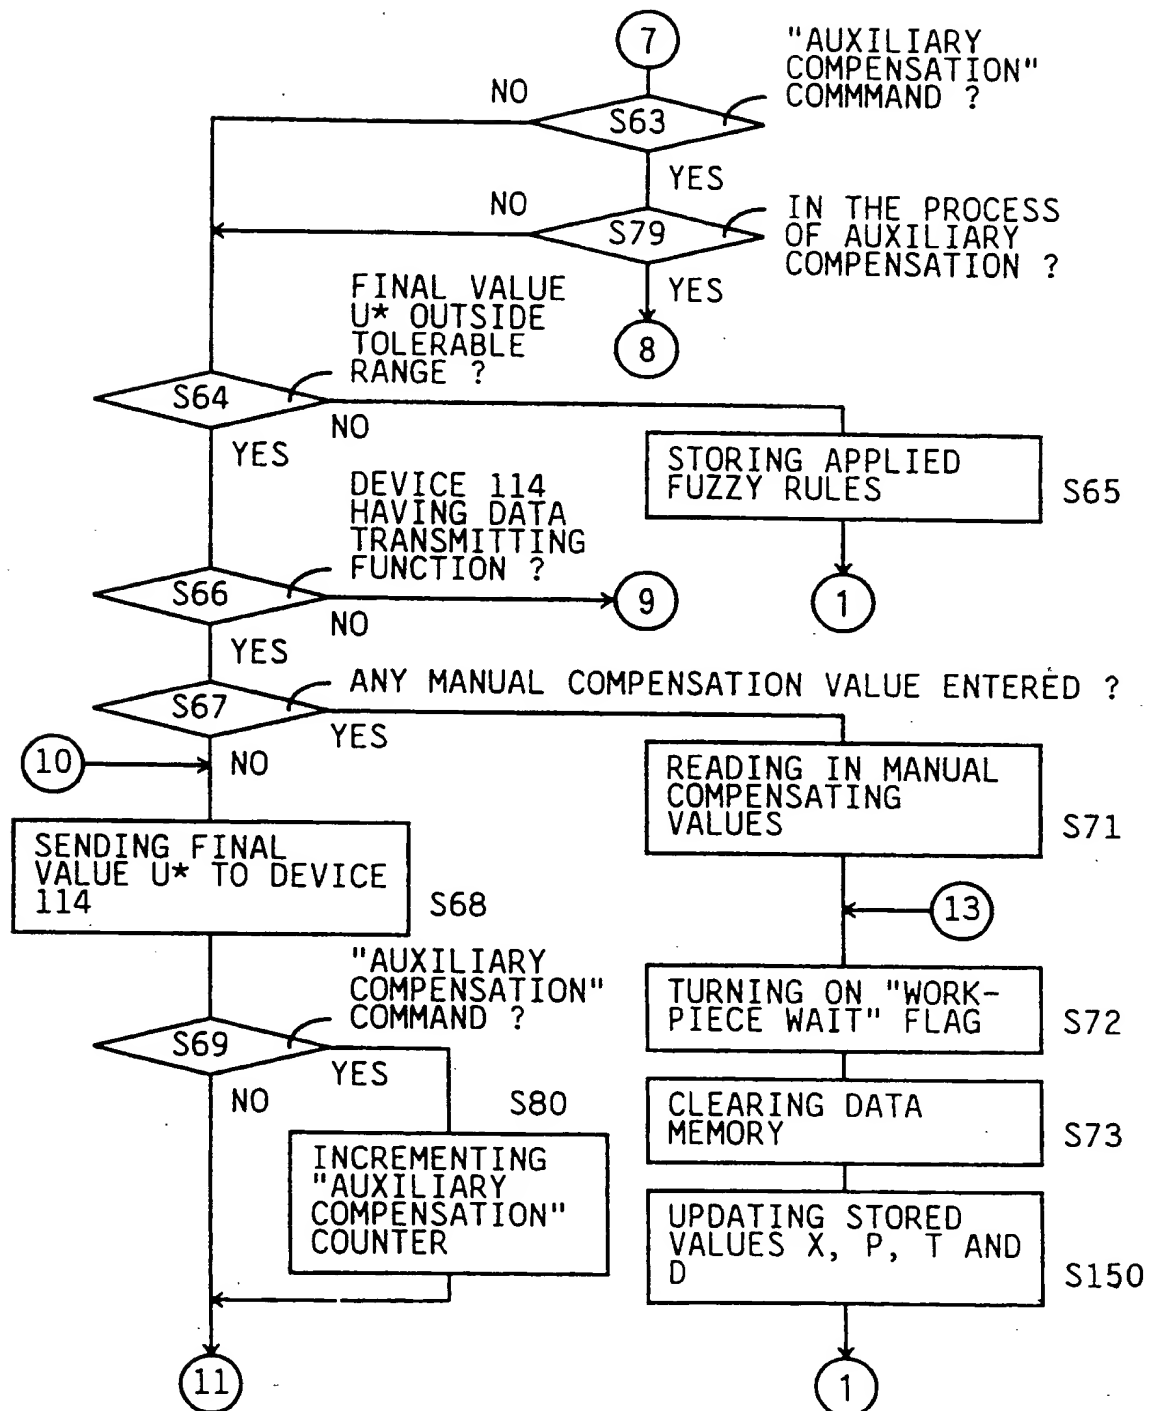 7
"AUXILIARY
COMPENSATION"
COMMMAND ?
NO
S63
YES
NO
S79
IN THE PROCESS
OF AUXILIARY
COMPENSATION ?
YES
8
FINAL VALUE
U* OUTSIDE
TOLERABLE
RANGE ?
S64
NO
YES
STORING APPLIED
FUZZY RULES
S65
1
DEVICE 114
HAVING DATA
TRANSMITTING
FUNCTION ?
S66
NO
9
YES
S67
ANY MANUAL COMPENSATION VALUE ENTERED ?
YES
10
NO
READING IN MANUAL
COMPENSATING
VALUES
S71
SENDING FINAL
VALUE U* TO DEVICE
114
S68
13
"AUXILIARY
COMPENSATION"
COMMAND ?
S69
YES
NO
TURNING ON "WORK-
PIECE WAIT" FLAG
S72
CLEARING DATA
MEMORY
S73
S80
INCREMENTING
"AUXILIARY
COMPENSATION"
COUNTER
UPDATING STORED
VALUES X, P, T AND
D
S150
11
1